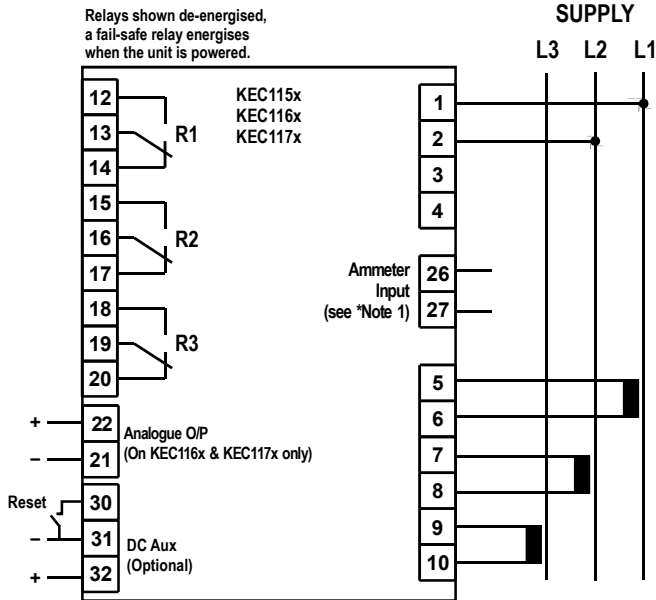 Relays shown de-energised,
a fail-safe relay energises
when the unit is powered.
SUPPLY
L3 L2 L1
KEC115x
KEC116x
KEC117x
12
13
14
R1
15
16
17
R2
18
19
20
R3
22
21
+
–
Analogue O/P
(On KEC116x & KEC117x only)
Reset
30
31
32
–
+
DC Aux
(Optional)
1
2
3
4
Ammeter
Input
(see *Note 1)
26
27
5
6
7
8
9
10